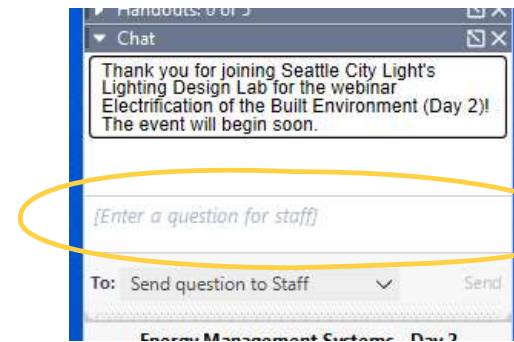 Handouts: 0 of 5
Chat
Thank you for joining Seattle City Light's
Lighting Design Lab for the webinar
Electrification of the Built Environment (Day 2)!
The event will begin soon.
[Enter a question for staff]
To: Send question to Staff
Send
Energy Management Systems - Day 2